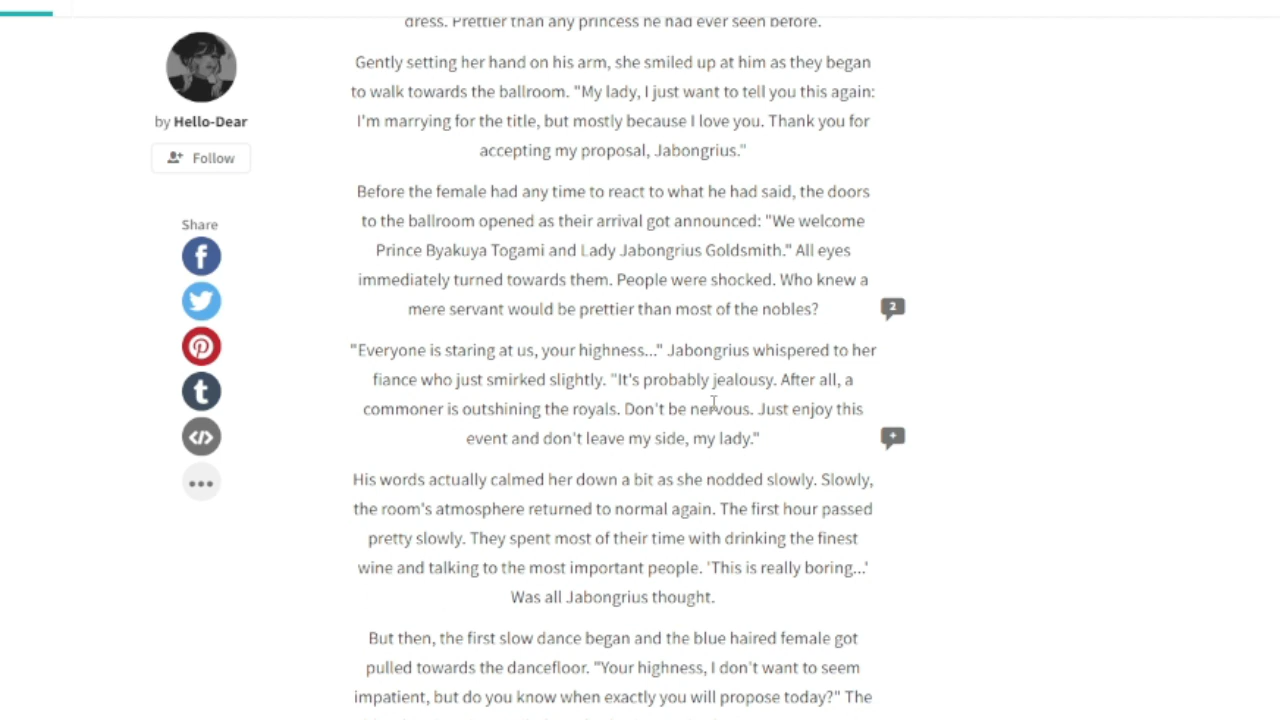 dress. Prettier than any princess he had ever seen before.
Gently setting her hand on his arm, she smiled up at him as they began
to walk towards the ballroom. "My lady, I just want to tell you this again:
I'm marrying for the title, but mostly because I love you. Thank you for
accepting my proposal, Jabongrius."
by Hello-Dear
Follow
Share
Before the female had any time to react to what he had said, the doors
to the ballroom opened as their arrival got announced: "We welcome
Prince Byakuya Togami and Lady Jabongrius Goldsmith." All eyes
immediately turned towards them. People were shocked. Who knew a
mere servant would be prettier than most of the nobles?
2
"Everyone is staring at us, your highness..." Jabongrius whispered to her
fiance who just smirked slightly. "It's probably jealousy. After all, a
commoner is outshining the royals. Don't be nervous. Just enjoy this
event and don't leave my side, my lady."
+
His words actually calmed her down a bit as she nodded slowly. Slowly,
the room's atmosphere returned to normal again. The first hour passed
pretty slowly. They spent most of their time with drinking the finest
wine and talking to the most important people. 'This is really boring...'
Was all Jabongrius thought.
But then, the first slow dance began and the blue haired female got
pulled towards the dancefloor. "Your highness, I don't want to seem
impatient, but do you know when exactly you will propose today?" The